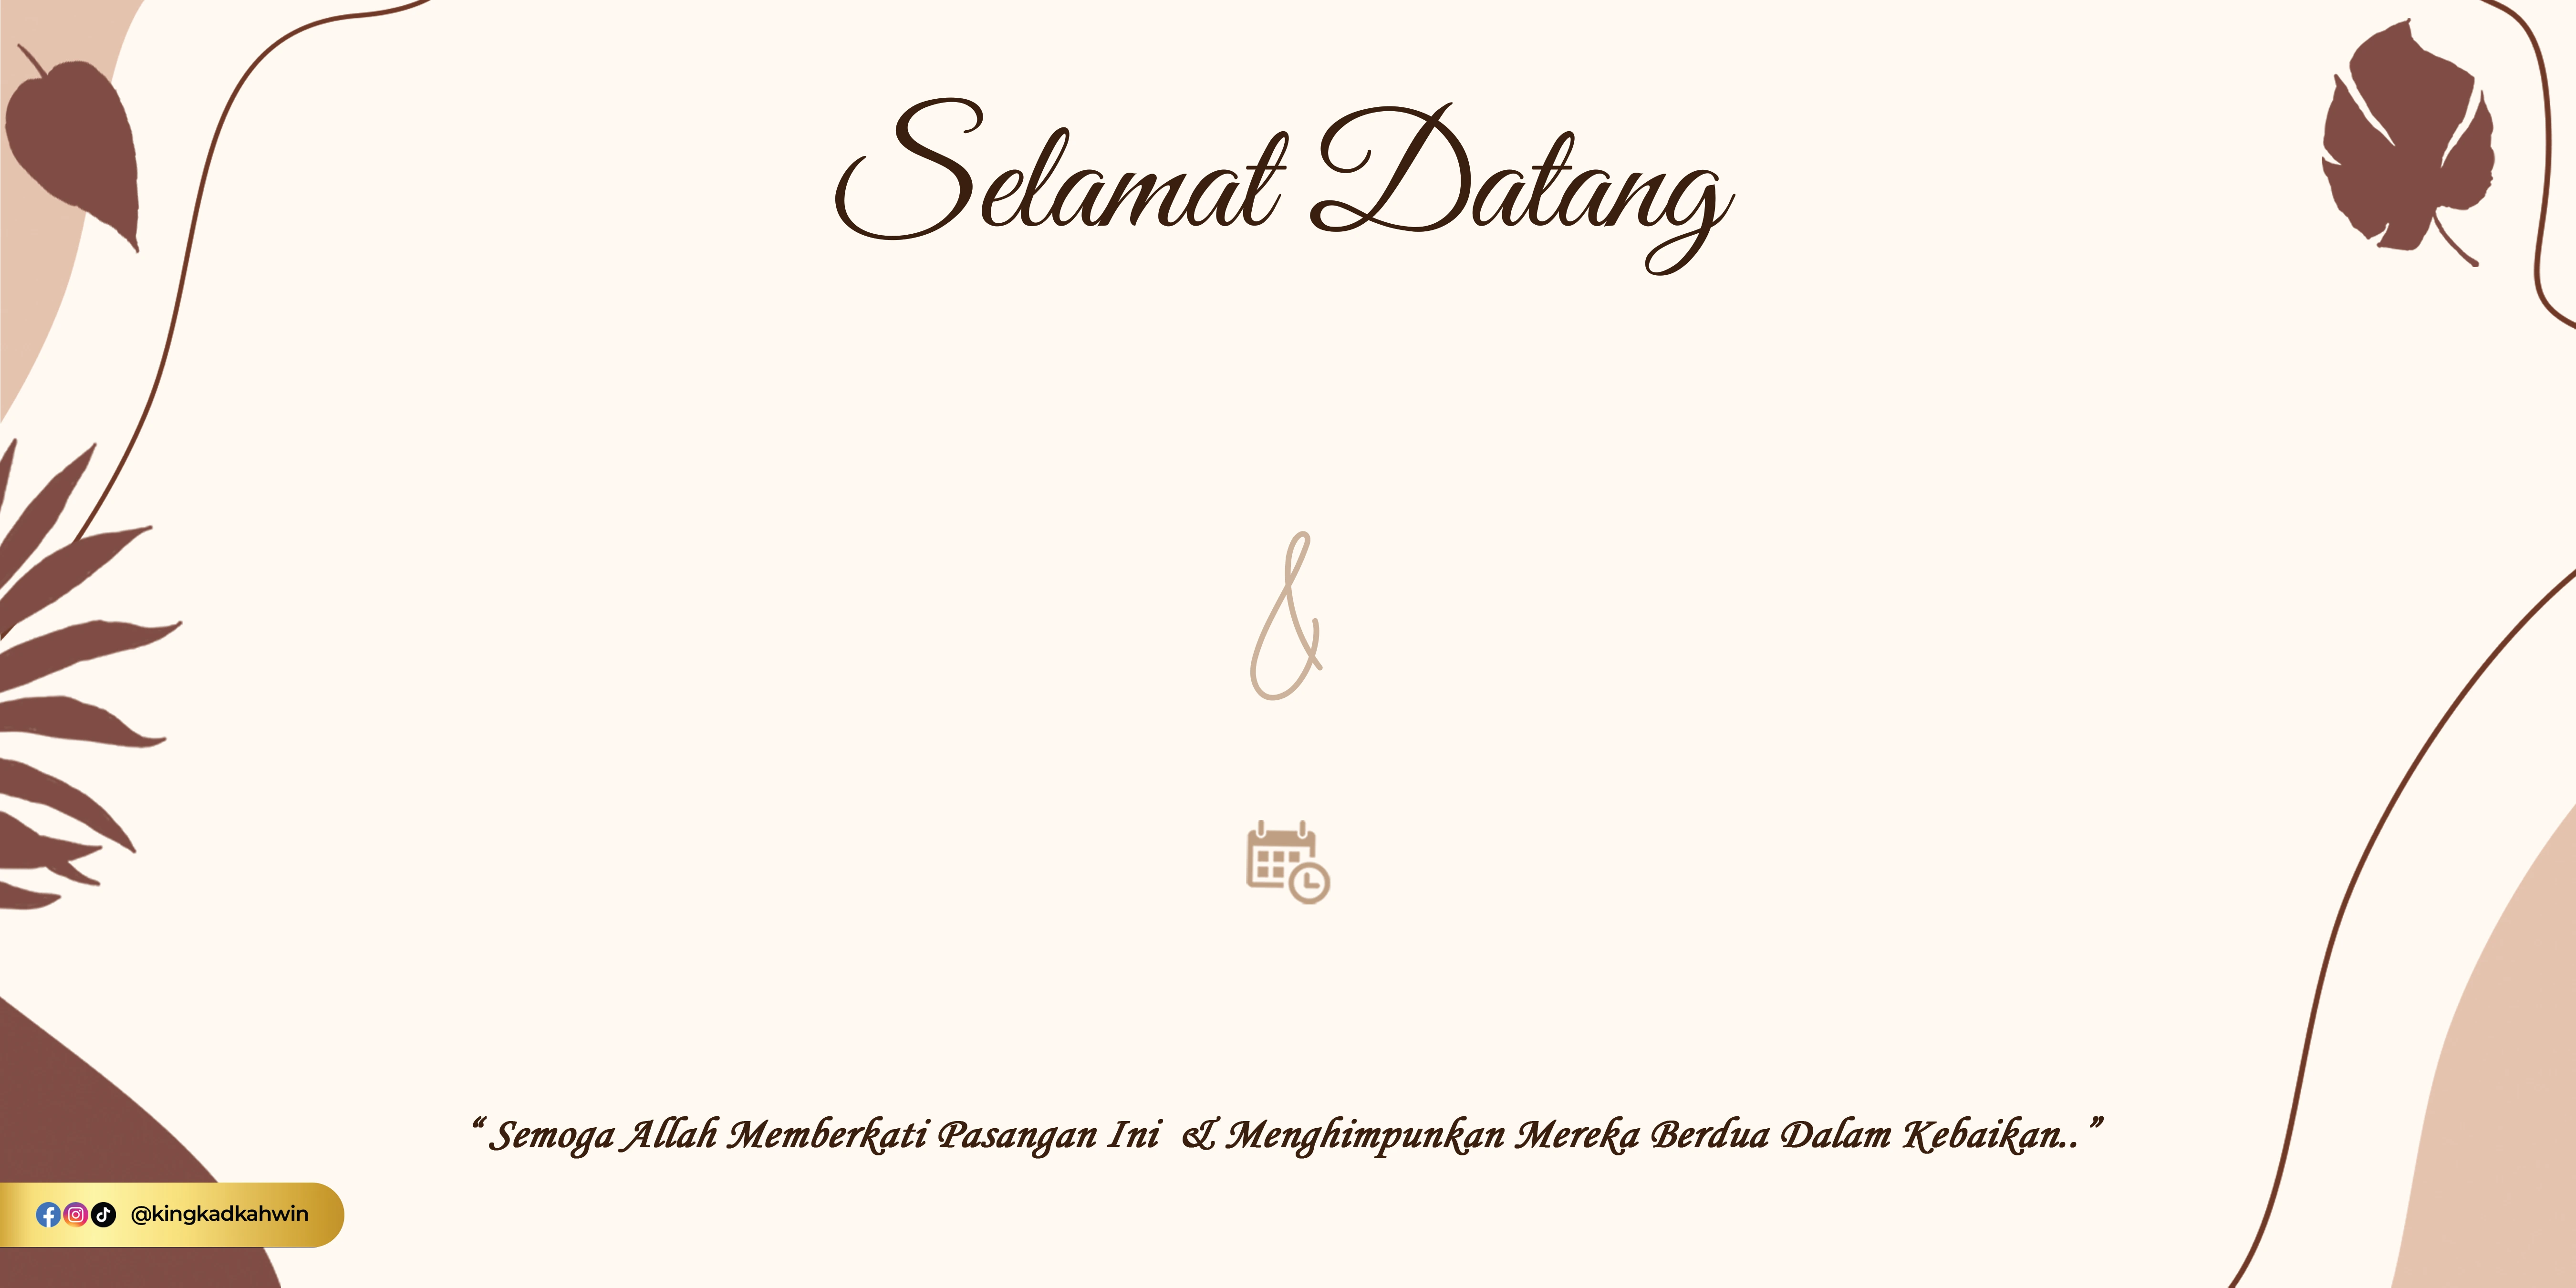 Selamat Datang
&
“ Semoga Allah Memberkati Pasangan Ini & Menghimpunkan Mereka Berdua Dalam Kebaikan.. ”
@kingkadkahwin